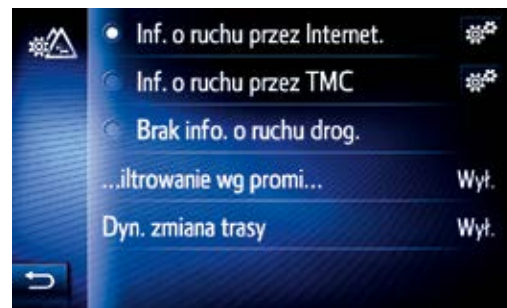 Inf. o ruchu przez Internet.
Inf. o ruchu przez TMC
Brak info. o ruchu drog.
...iltrowanie wg promi... Wył.
Dyn. zmiana trasy Wył.